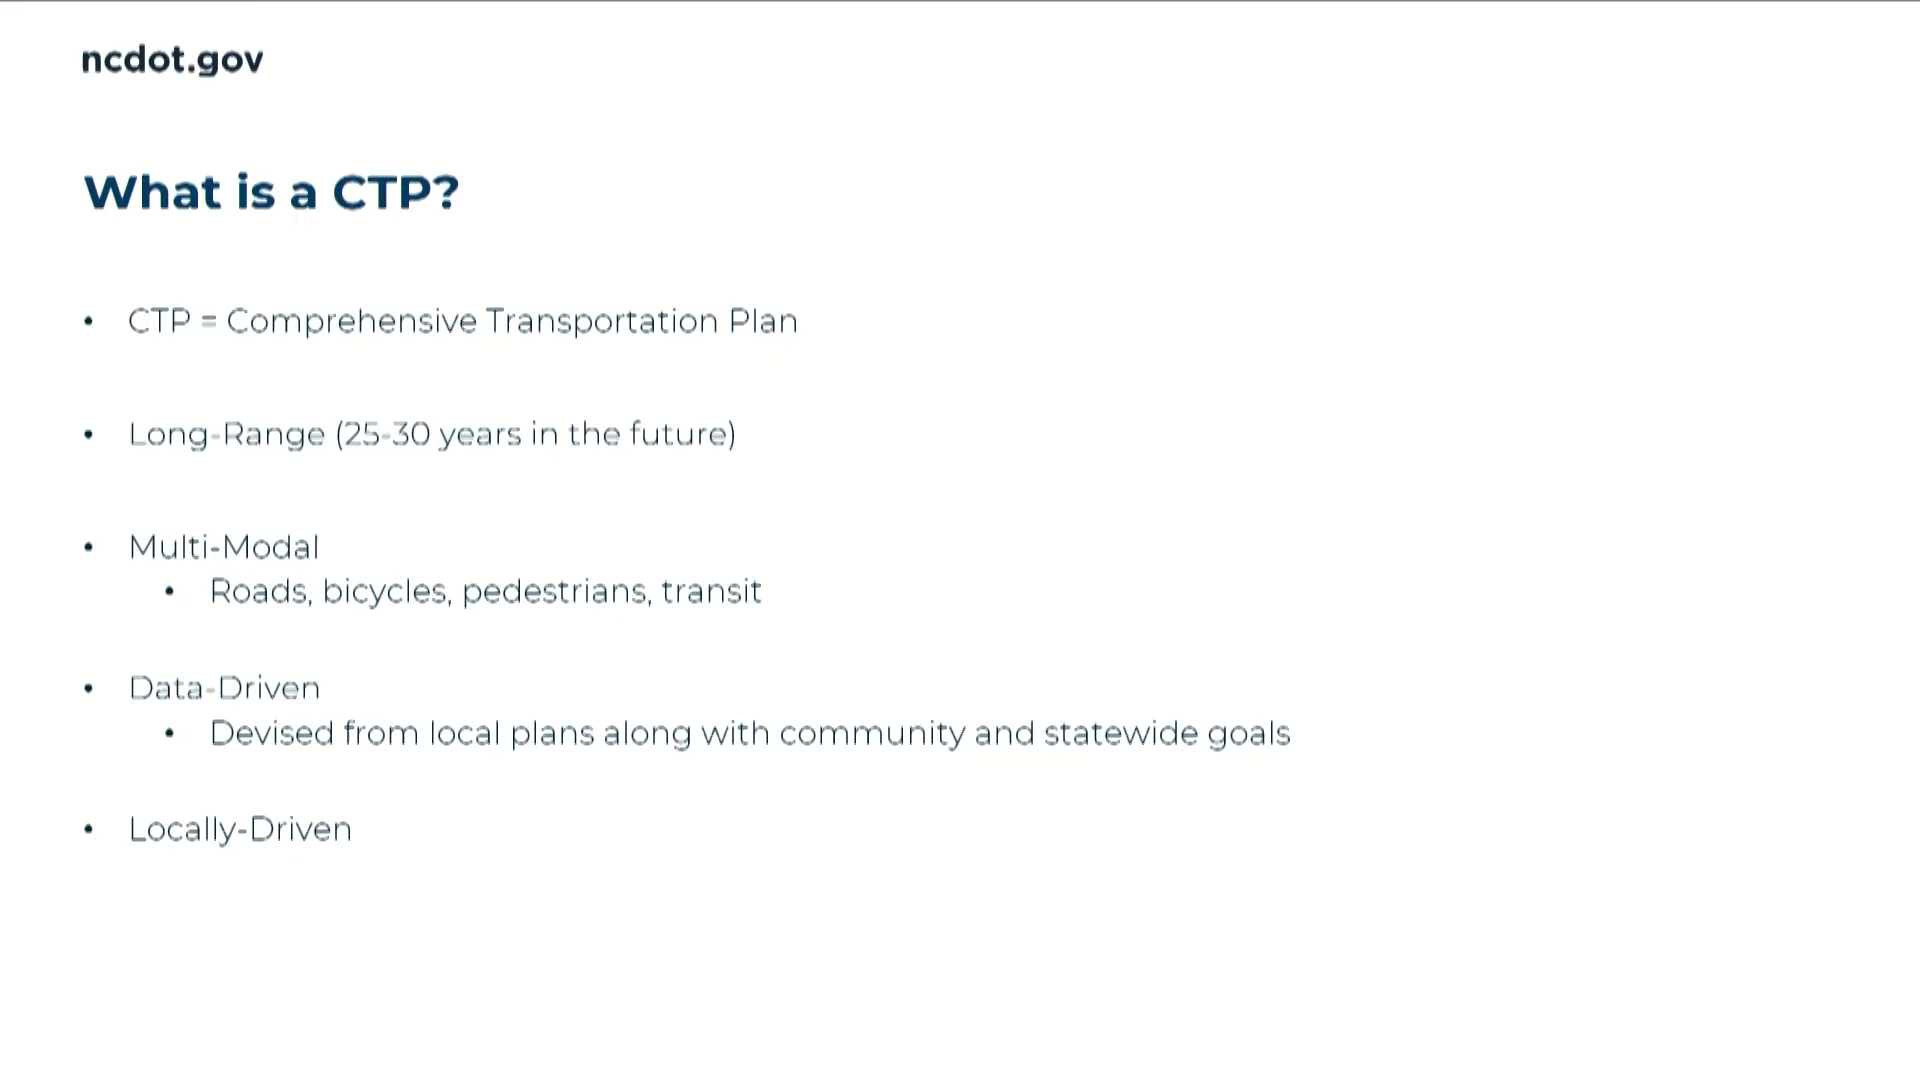 ncdot.gov
What is a CTP?
• CTP = Comprehensive Transportation Plan
• Long-Range (25-30 years in the future)
• Multi-Modal
• Roads, bicycles, pedestrians, transit
• Data-Driven
• Devised from local plans along with community and statewide goals
• Locally-Driven